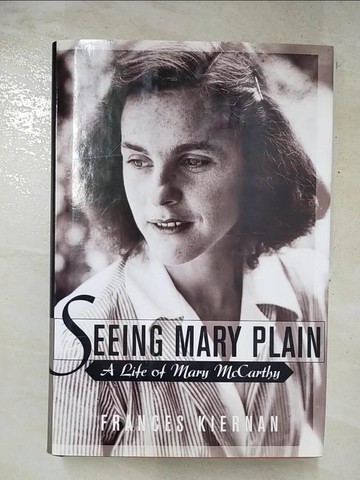 SEEING MARY PLAIN
A Life of Mary McCarthy
FRANCES KIERNAN